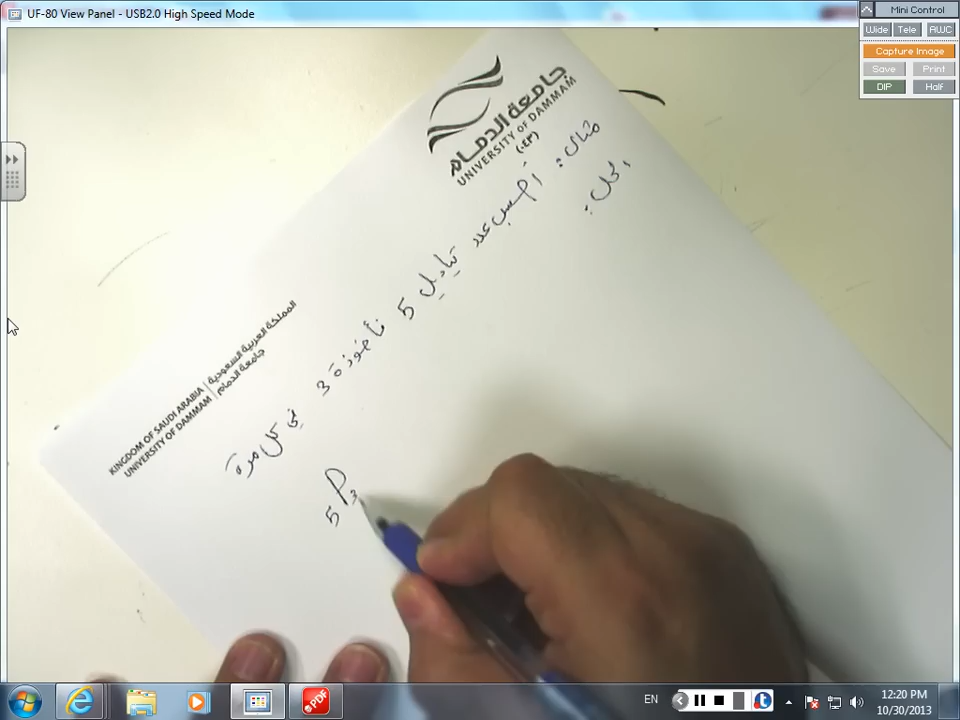 UF-80 View Panel - USB2.0 High Speed Mode
Mini Control
Wide Tele AWC
Capture Image
Save Print
DIP Half
جامعة الدمام
UNIVERSITY OF DAMMAM
(٠٤٣)
المملكة العربية السعودية
جامعة الدمام
KINGDOM OF SAUDI ARABIA
UNIVERSITY OF DAMMAM
مثال: أحسب عدد تباديل 5 مأخوذة 3 في كل مرة
الحل:
5P3
PDF
EN
12:20 PM
10/30/2013